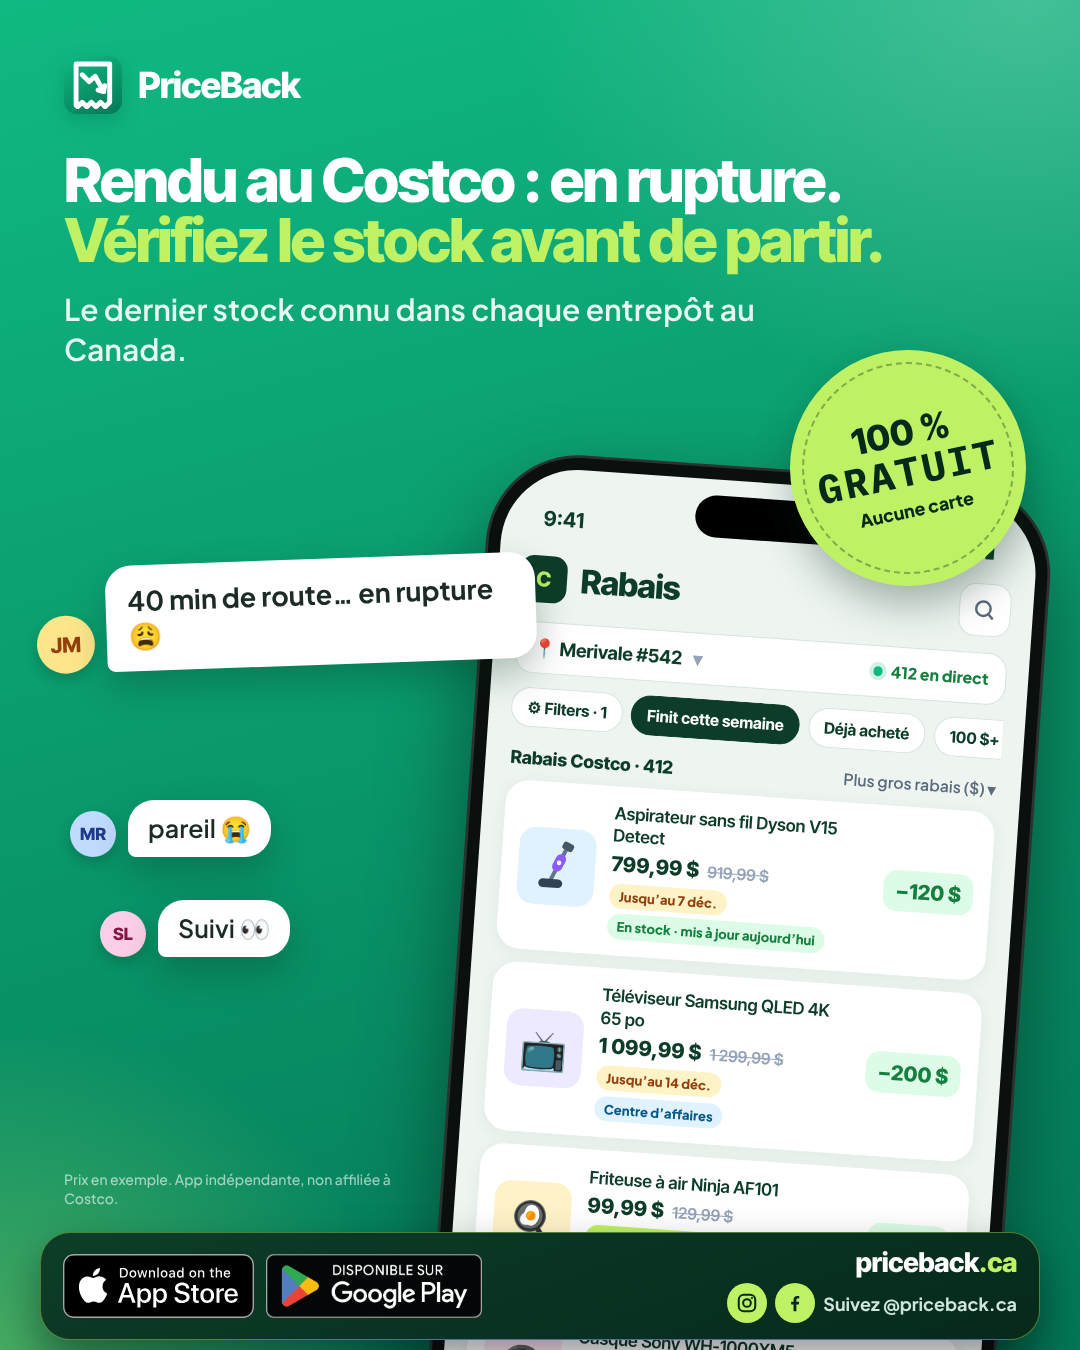 PriceBack
Rendu au Costco : en rupture.
Vérifiez le stock avant de partir.
Le dernier stock connu dans chaque entrepôt au
Canada.
100 %
GRATUIT
Aucune carte
9:41
C
Rabais
40 min de route… en rupture
😩
JM
📍 Merivale #542 ▼
412 en direct
⚙ Filters · 1
Finit cette semaine
Déjà acheté
100 $+
Rabais Costco · 412
Plus gros rabais ($) ▾
MR
pareil 😭
SL
Suivi 👀
Aspirateur sans fil Dyson V15
Detect
799,99 $ 919,99 $
−120 $
Jusqu’au 7 déc.
En stock · mis à jour aujourd’hui
Téléviseur Samsung QLED 4K
65 po
1 099,99 $ 1 299,99 $
−200 $
Jusqu’au 14 déc.
Centre d’affaires
Friteuse à air Ninja AF101
99,99 $ 129,99 $
Prix en exemple. App indépendante, non affiliée à
Costco.
Download on the
App Store
DISPONIBLE SUR
Google Play
priceback.ca
Suivez @priceback.ca
Casque Sony WH-1000XM5